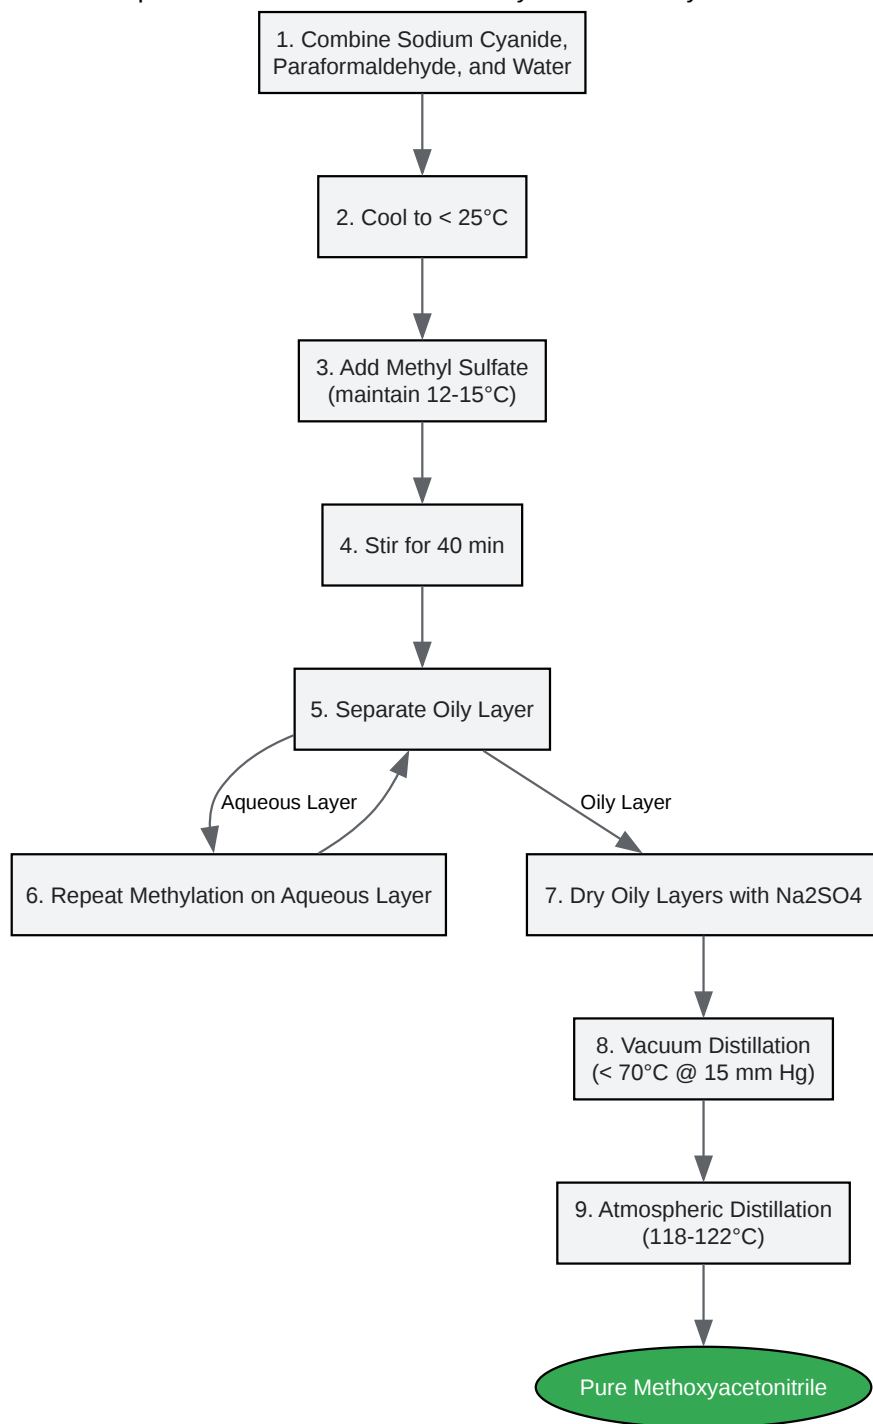 1. Combine Sodium Cyanide,
Paraformaldehyde, and Water
2. Cool to < 25°C
3. Add Methyl Sulfate
(maintain 12-15°C)
4. Stir for 40 min
5. Separate Oily Layer
Aqueous Layer
Oily Layer
6. Repeat Methylation on Aqueous Layer
7. Dry Oily Layers with Na2SO4
8. Vacuum Distillation
(< 70°C @ 15 mm Hg)
9. Atmospheric Distillation
(118-122°C)
Pure Methoxyacetonitrile